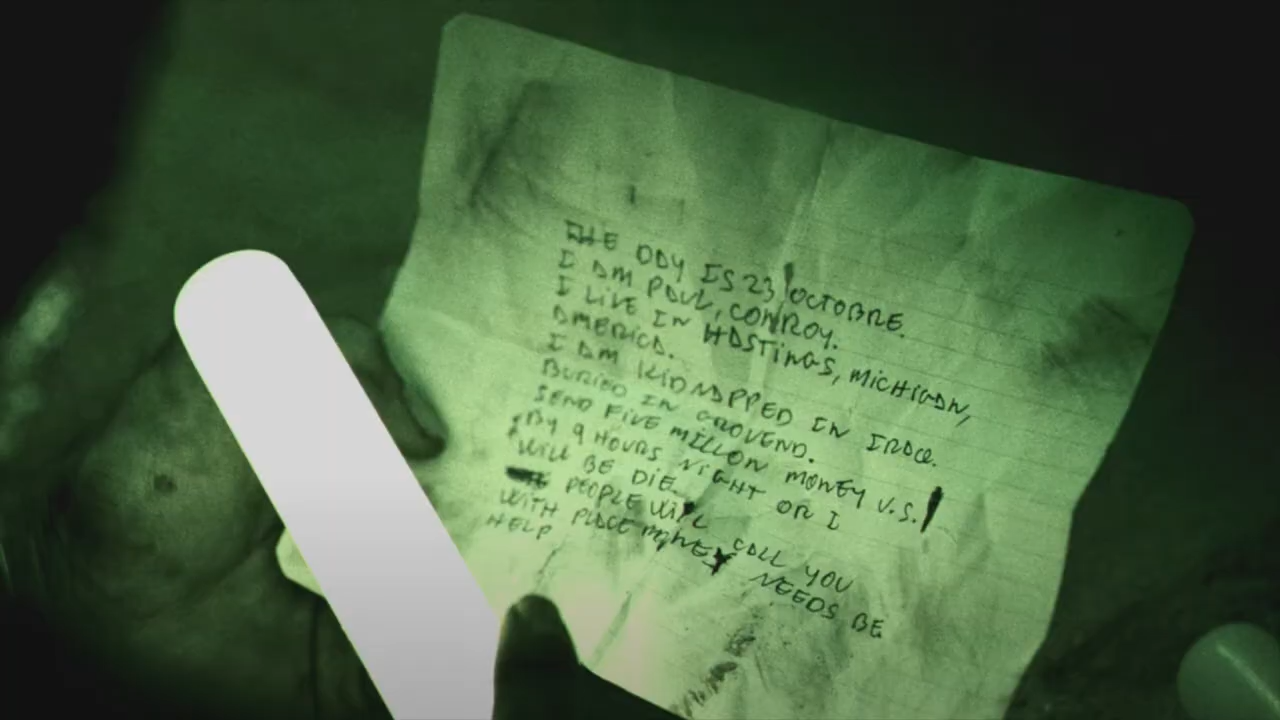 THE DAY IS 23 OCTOBRE.
I AM PAUL, CONROY.
I LIVE IN HASTINGS, MICHIGAN,
AMERICA.
I AM KIDNAPPED IN IRAQ.
BURIED IN GROVEND.
SEND FIVE MILLION MONEY U.S.
BY 9 HOURS NIGHT OR I
WILL BE DIE
PEOPLE WILL CALL YOU
WITH PLACE MONEY NEEDS BE
HELP